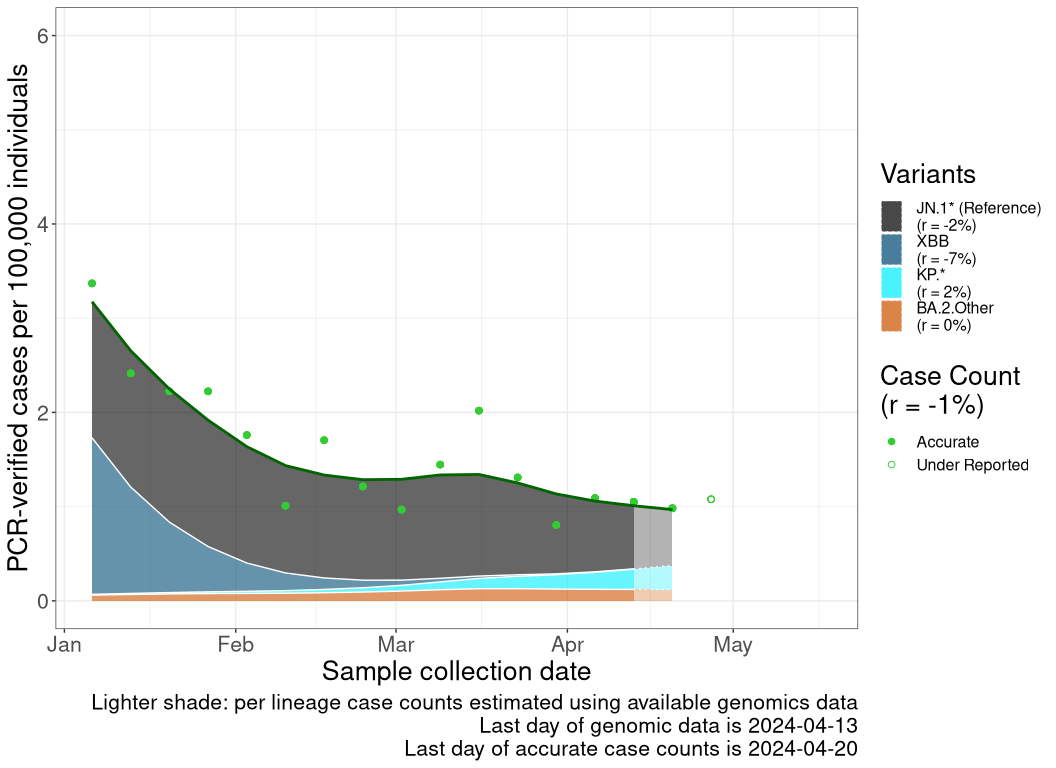 PCR-verified cases per 100,000 individuals
6
4
2
0
Jan
Feb
Mar
Apr
May
Sample collection date
Lighter shade: per lineage case counts estimated using available genomics data
Last day of genomic data is 2024-04-13
Last day of accurate case counts is 2024-04-20
Variants
JN.1* (Reference)
(r = -2%)
XBB
(r = -7%)
KP.*
(r = 2%)
BA.2.Other
(r = 0%)
Case Count
(r = -1%)
Accurate
Under Reported